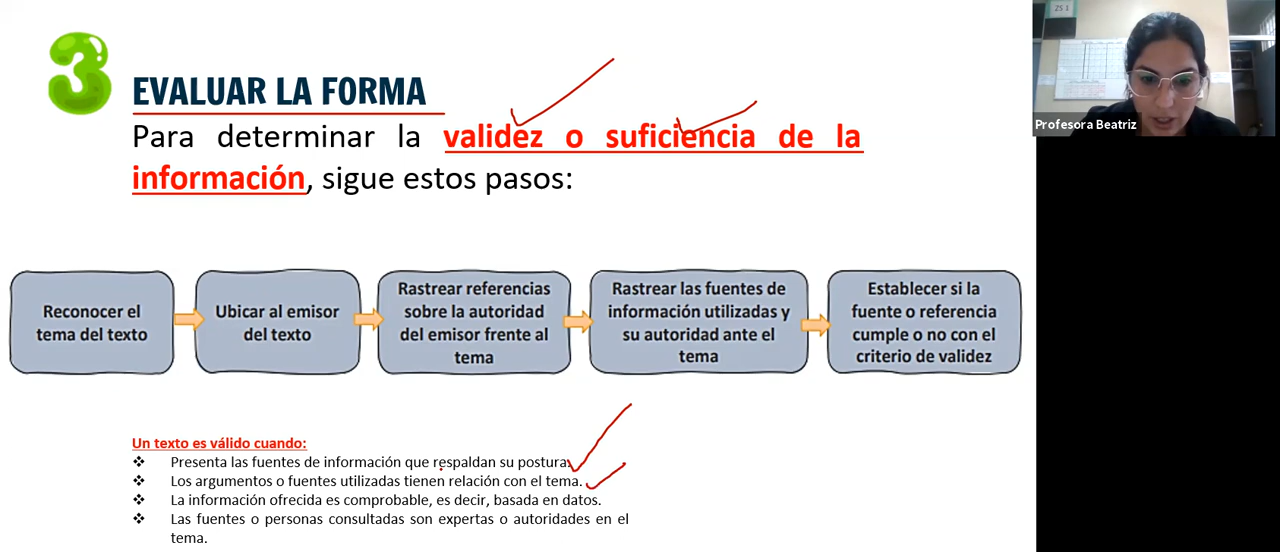 3
EVALUAR LA FORMA
Para determinar la validez o suficiencia de la
información, sigue estos pasos:
Reconocer el
tema del texto
Ubicar al emisor
del texto
Rastrear referencias
sobre la autoridad
del emisor frente al
tema
Rastrear las fuentes de
información utilizadas y
su autoridad ante el
tema
Establecer si la
fuente o referencia
cumple o no con el
criterio de validez
Un texto es válido cuando:
Presenta las fuentes de información que respaldan su postura.
Los argumentos o fuentes utilizadas tienen relación con el tema.
La información ofrecida es comprobable, es decir, basada en datos.
Las fuentes o personas consultadas son expertas o autoridades en el
tema.
ZS 1
Profesora Beatriz